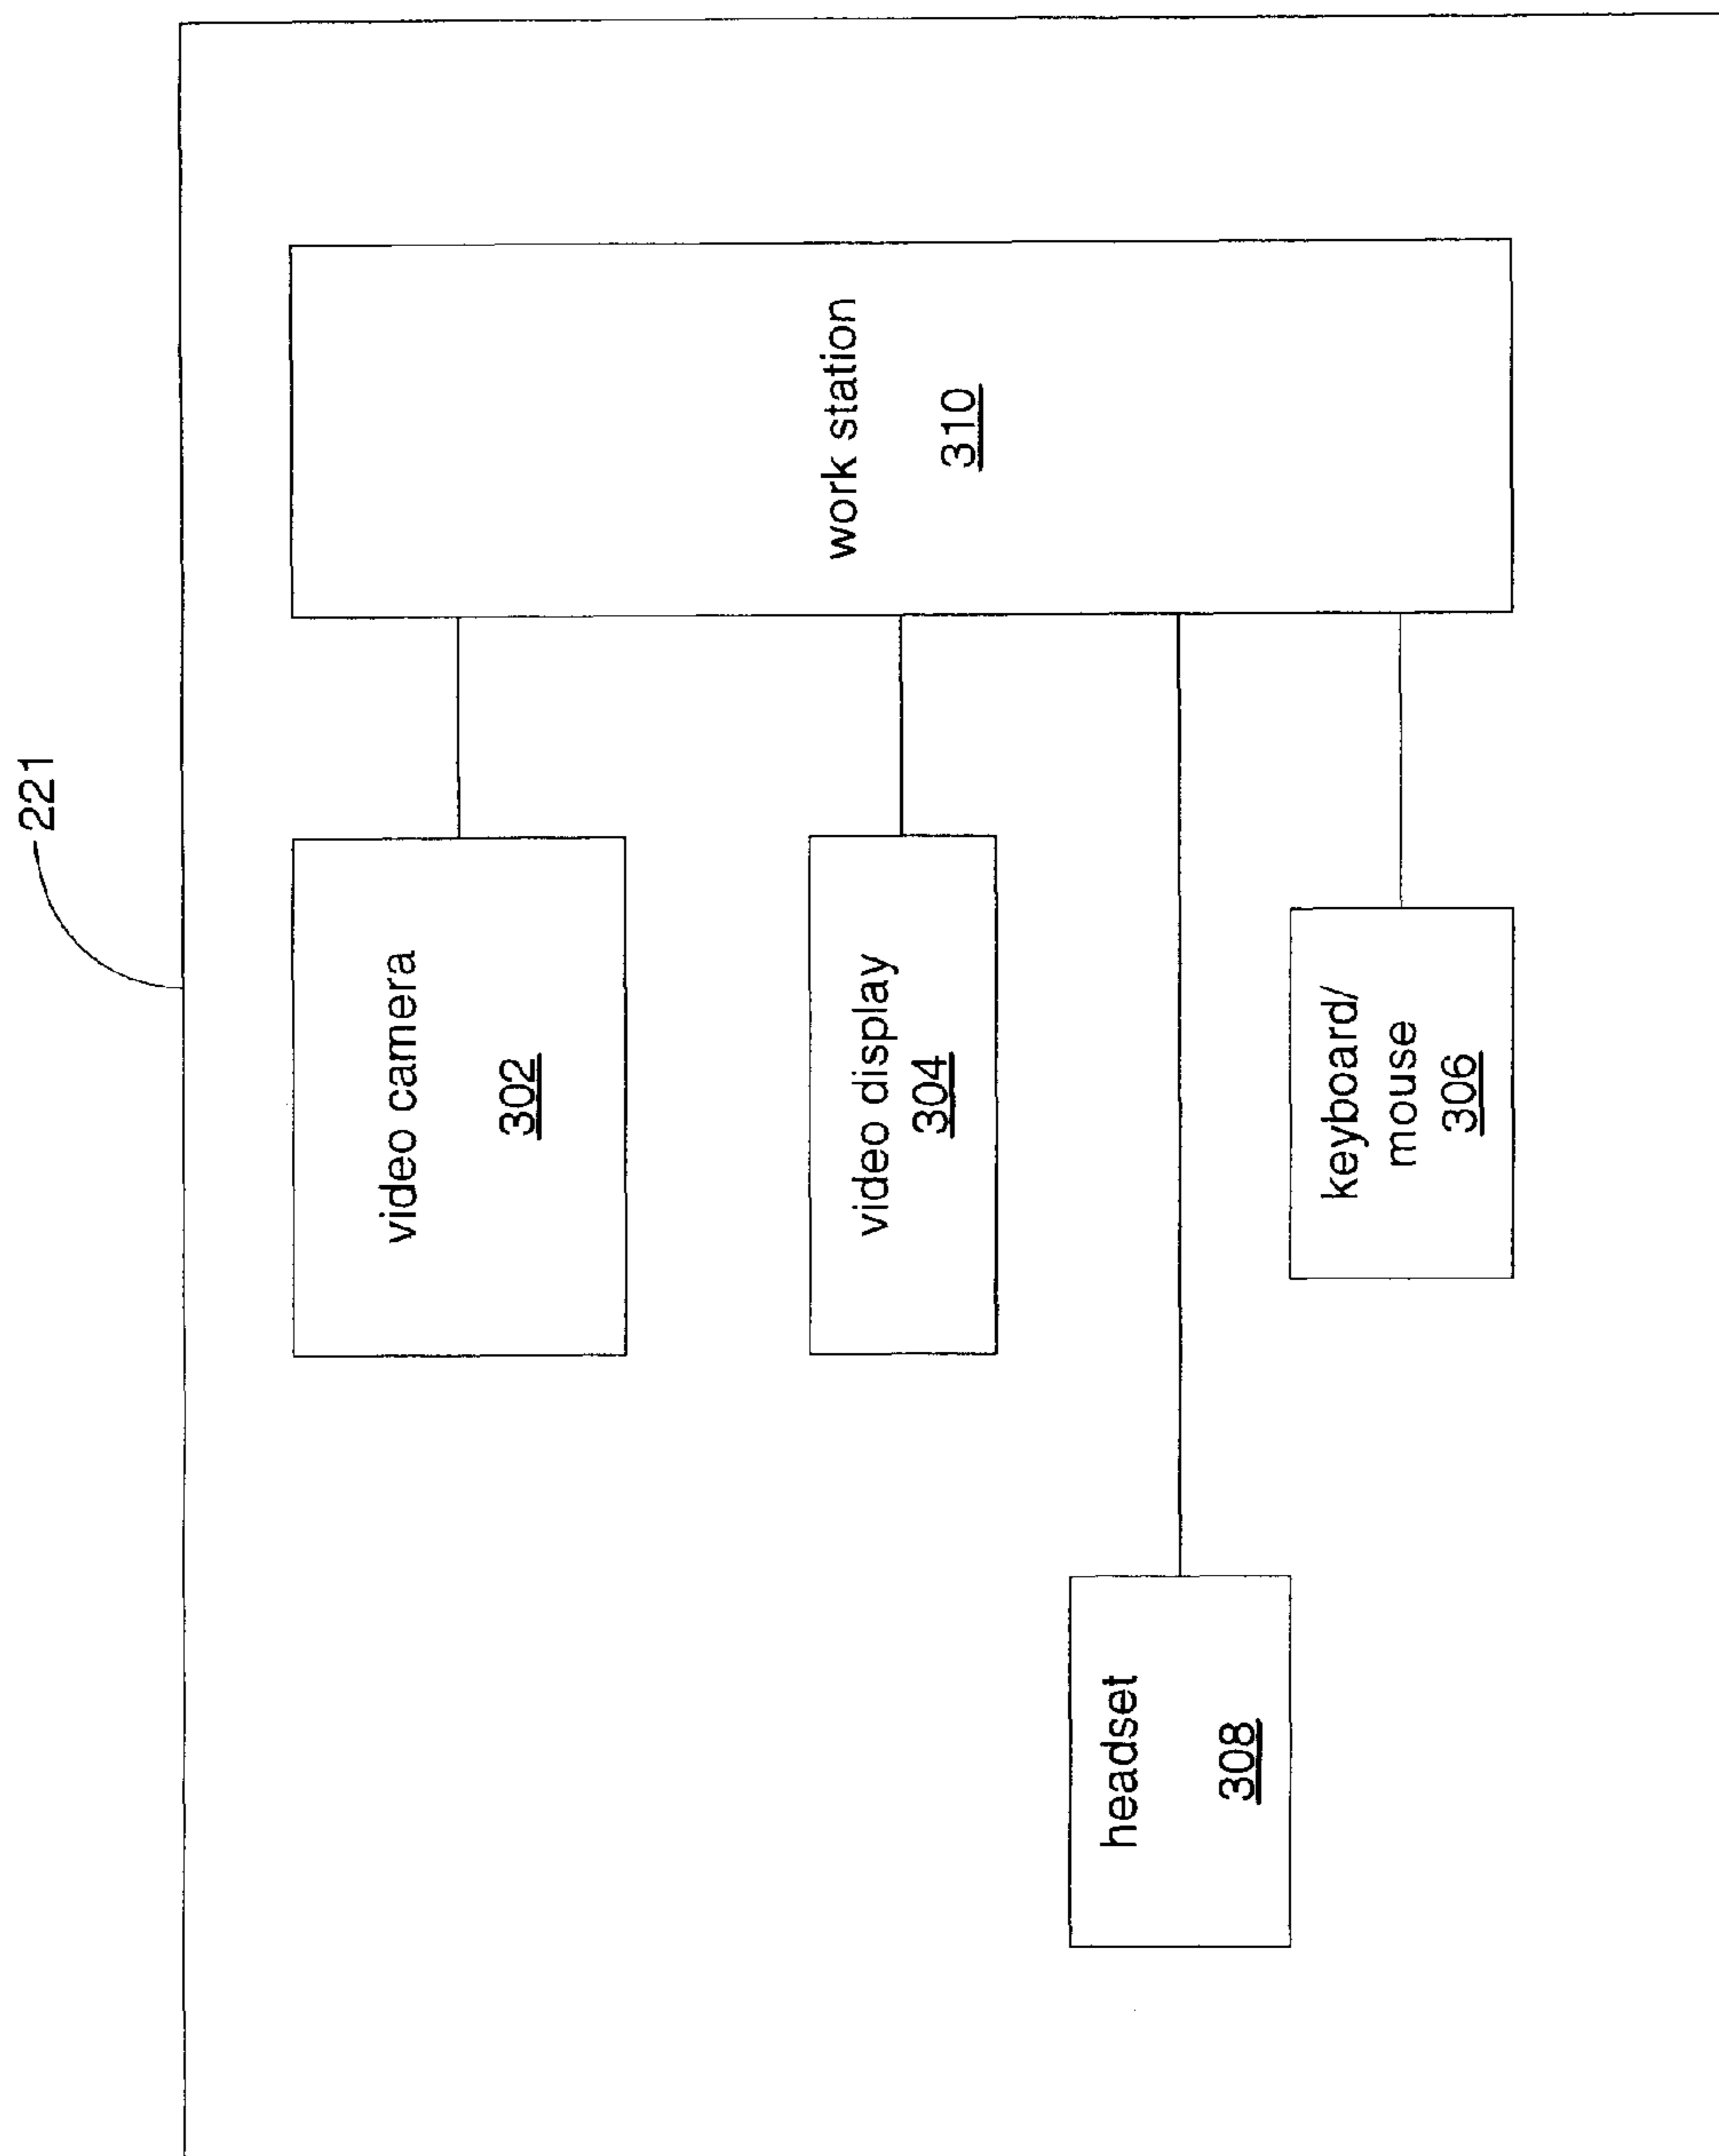 221
video camera
302
video display
304
headset
308
keyboard/
mouse
306
work station
310